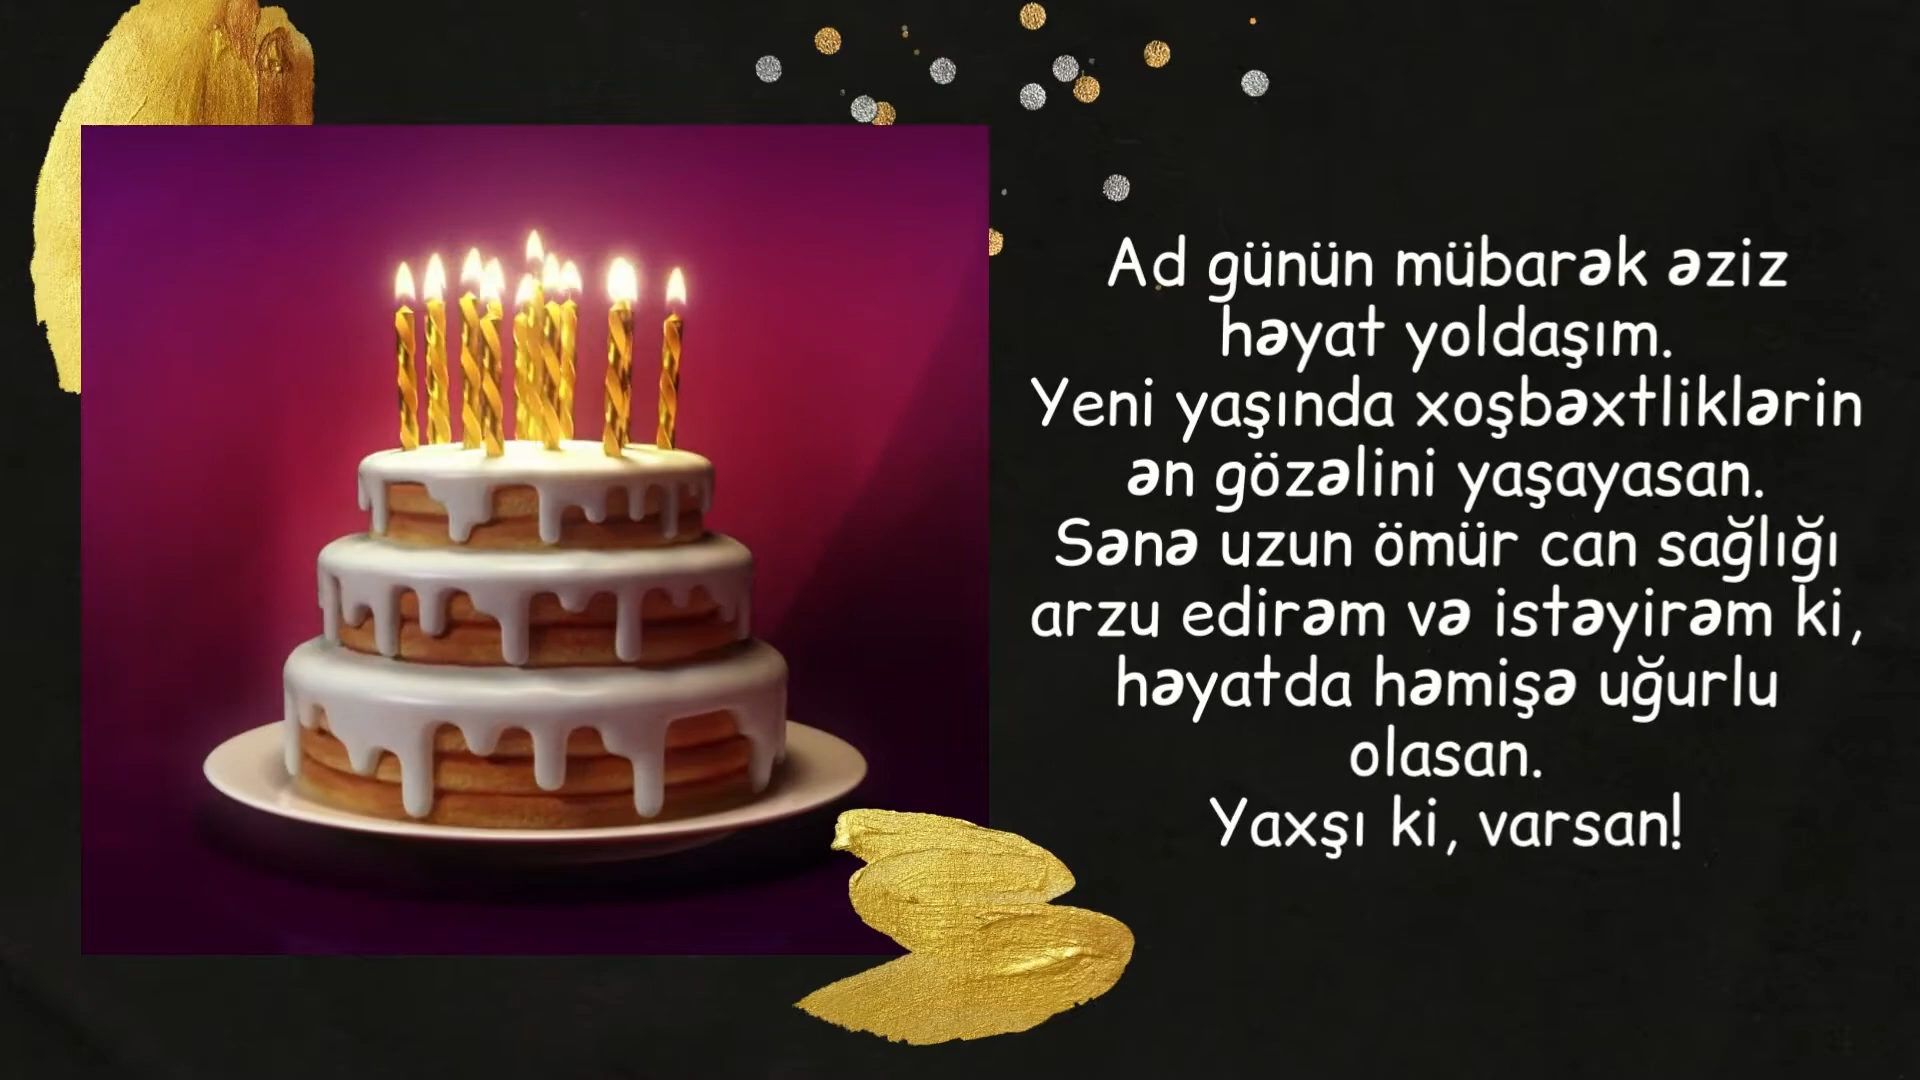 Ad günün mübarək əziz
həyat yoldaşım.
Yeni yaşında xoşbəxtliklərin
ən gözəlini yaşayasan.
Sənə uzun ömür can sağlığı
arzu edirəm və istəyirəm ki,
həyatda həmişə uğurlu
olasan.
Yaxşı ki, varsan!